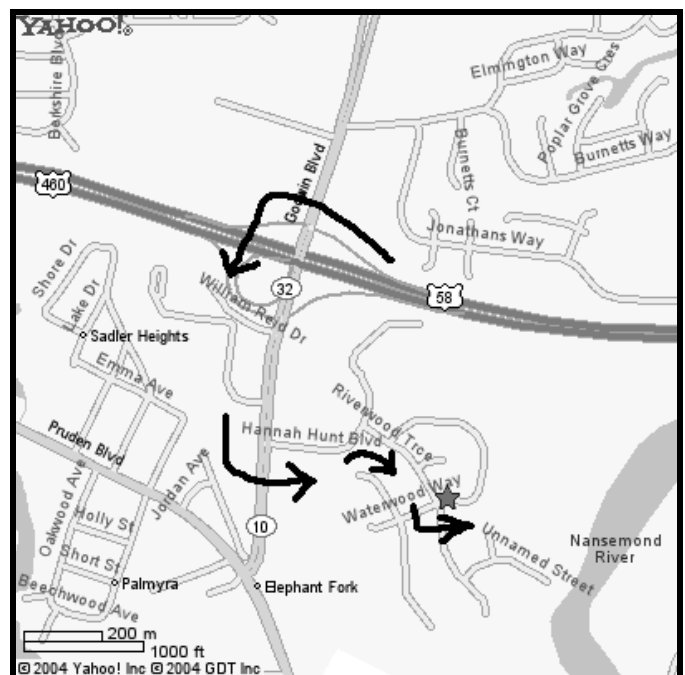 YAHOO!®
Elmington Way
Berkshire Blvd
Poplar Grove Cres
Burnetts Way
Burnetts Ct
Godwin Blvd
460
Jonathans Way
Shore Dr
Lake Dr
William Reid Dr
32
58
Sadler Heights
Emma Ave
Riverwood Trce
Hannah Hunt Blvd
Pruden Blvd
Jordan Ave
Waterwood Way
Oakwood Ave
Holly St
10
Unnamed Street
Nansemond
River
Short St
Palmyra
Elephant Fork
Beechwood Ave
200 m
1000 ft
© 2004 Yahoo! Inc © 2004 GDT Inc